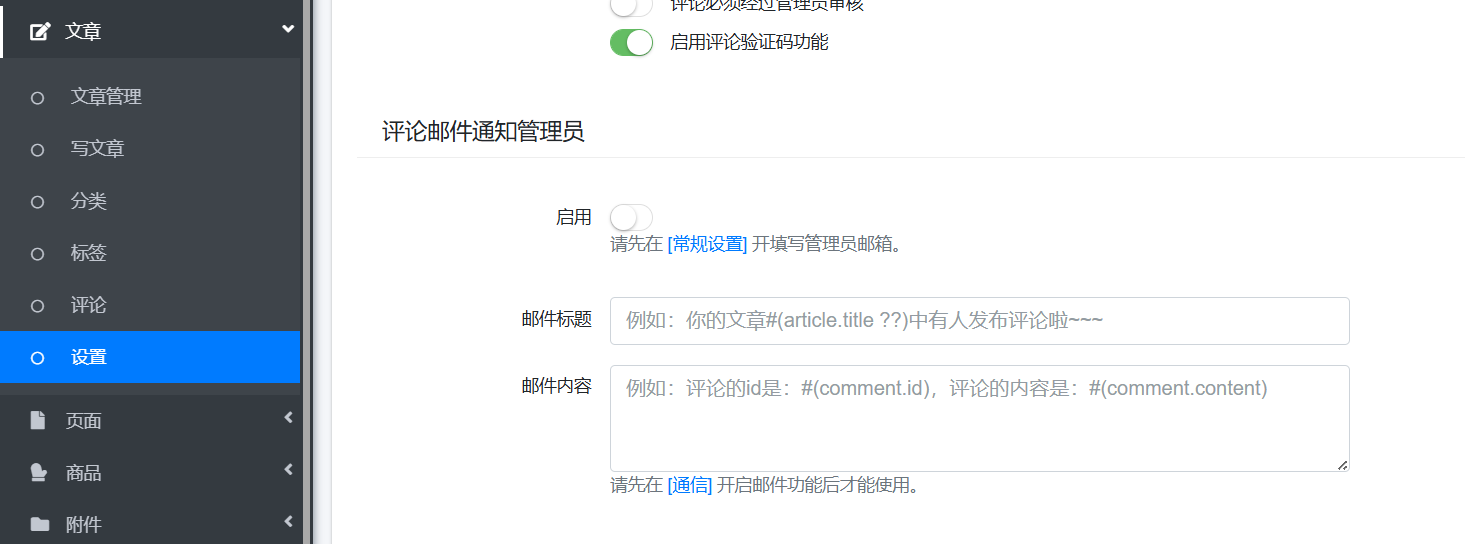 文章
文章管理
写文章
分类
标签
评论
设置
页面
商品
附件
评论必须经过管理员审核
启用评论验证码功能
评论邮件通知管理员
启用
请先在 [常规设置] 开填写管理员邮箱。
邮件标题
例如：你的文章#(article.title ??)中有人发布评论啦~~~
邮件内容
例如：评论的id是：#(comment.id)，评论的内容是：#(comment.content)
请先在 [通信] 开启邮件功能后才能使用。